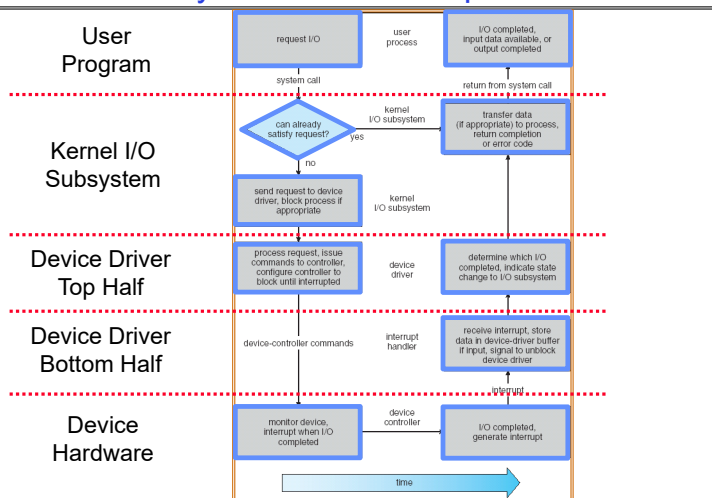 User
Program
request I/O
user
process
I/O completed,
input data available, or
output completed
system call
return from system call
Kernel I/O
Subsystem
can already
satisfy request?
yes
no
kernel
I/O subsystem
transfer data
(if appropriate) to process,
return completion
or error code
send request to device
driver, block process if
appropriate
kernel
I/O subsystem
Device Driver
Top Half
process request, issue
commands to controller,
configure controller to
block until interrupted
device
driver
determine which I/O
completed, indicate state
change to I/O subsystem
Device Driver
Bottom Half
device-controller commands
interrupt
handler
receive interrupt, store
data in device-driver buffer
if input, signal to unblock
device driver
interrupt
Device
Hardware
monitor device,
interrupt when I/O
completed
device
controller
I/O completed,
generate interrupt
time